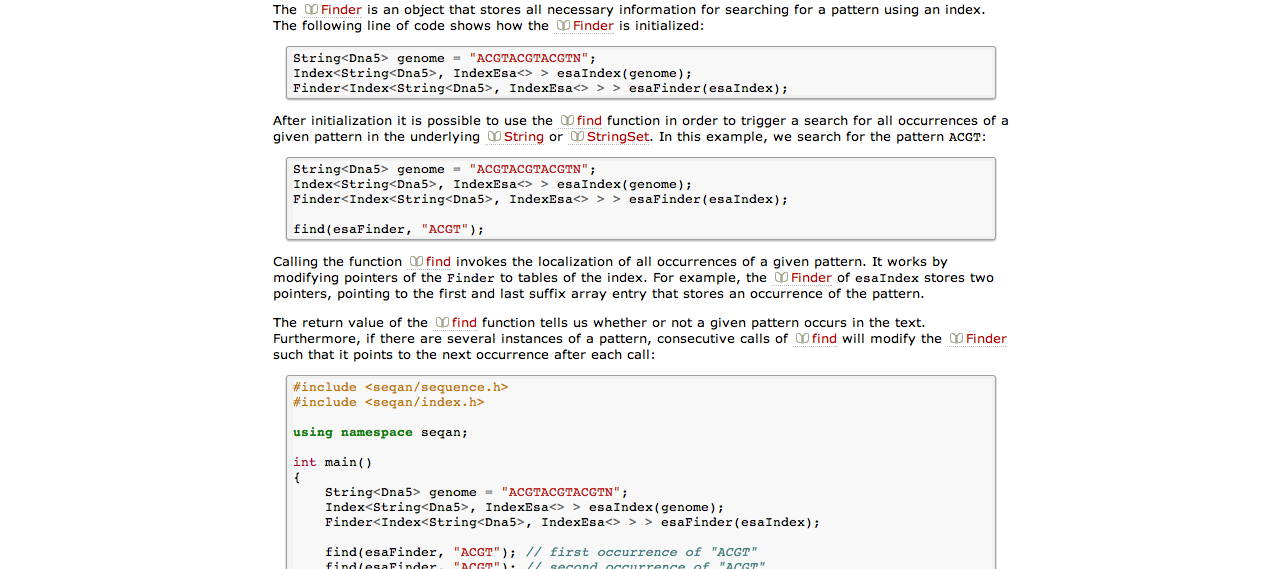 The Finder is an object that stores all necessary information for searching for a pattern using an index.
The following line of code shows how the Finder is initialized:
String<Dna5> genome = "ACGTACGTACGTN";
Index<String<Dna5>, IndexEsa<> > esaIndex(genome);
Finder<Index<String<Dna5>, IndexEsa<> > > esaFinder(esaIndex);
After initialization it is possible to use the find function in order to trigger a search for all occurrences of a
given pattern in the underlying String or StringSet. In this example, we search for the pattern ACGT:
String<Dna5> genome = "ACGTACGTACGTN";
Index<String<Dna5>, IndexEsa<> > esaIndex(genome);
Finder<Index<String<Dna5>, IndexEsa<> > > esaFinder(esaIndex);
find(esaFinder, "ACGT");
Calling the function find invokes the localization of all occurrences of a given pattern. It works by
modifying pointers of the Finder to tables of the index. For example, the Finder of esaIndex stores two
pointers, pointing to the first and last suffix array entry that stores an occurrence of the pattern.
The return value of the find function tells us whether or not a given pattern occurs in the text.
Furthermore, if there are several instances of a pattern, consecutive calls of find will modify the Finder
such that it points to the next occurrence after each call:
#include <seqan/sequence.h>
#include <seqan/index.h>
using namespace seqan;
int main()
{
String<Dna5> genome = "ACGTACGTACGTN";
Index<String<Dna5>, IndexEsa<> > esaIndex(genome);
Finder<Index<String<Dna5>, IndexEsa<> > > esaFinder(esaIndex);
find(esaFinder, "ACGT"); // first occurrence of "ACGT"
find(esaFinder, "ACGT"); // second occurrence of "ACGT"